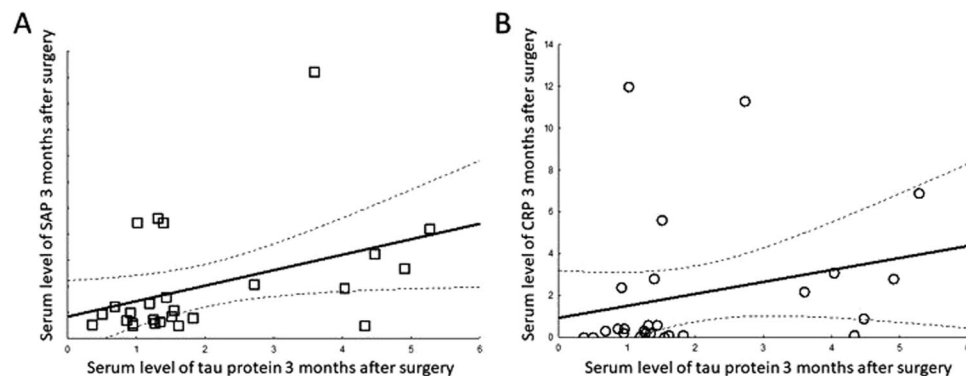 A
B
Serum level of SAP 3 months after surgery
0 1 2 3 4 5 6
Serum level of tau protein 3 months after surgery
Serum level of CRP 3 months after surgery
14
12
10
8
6
4
2
0
0 1 2 3 4 5 6
Serum level of tau protein 3 months after surgery